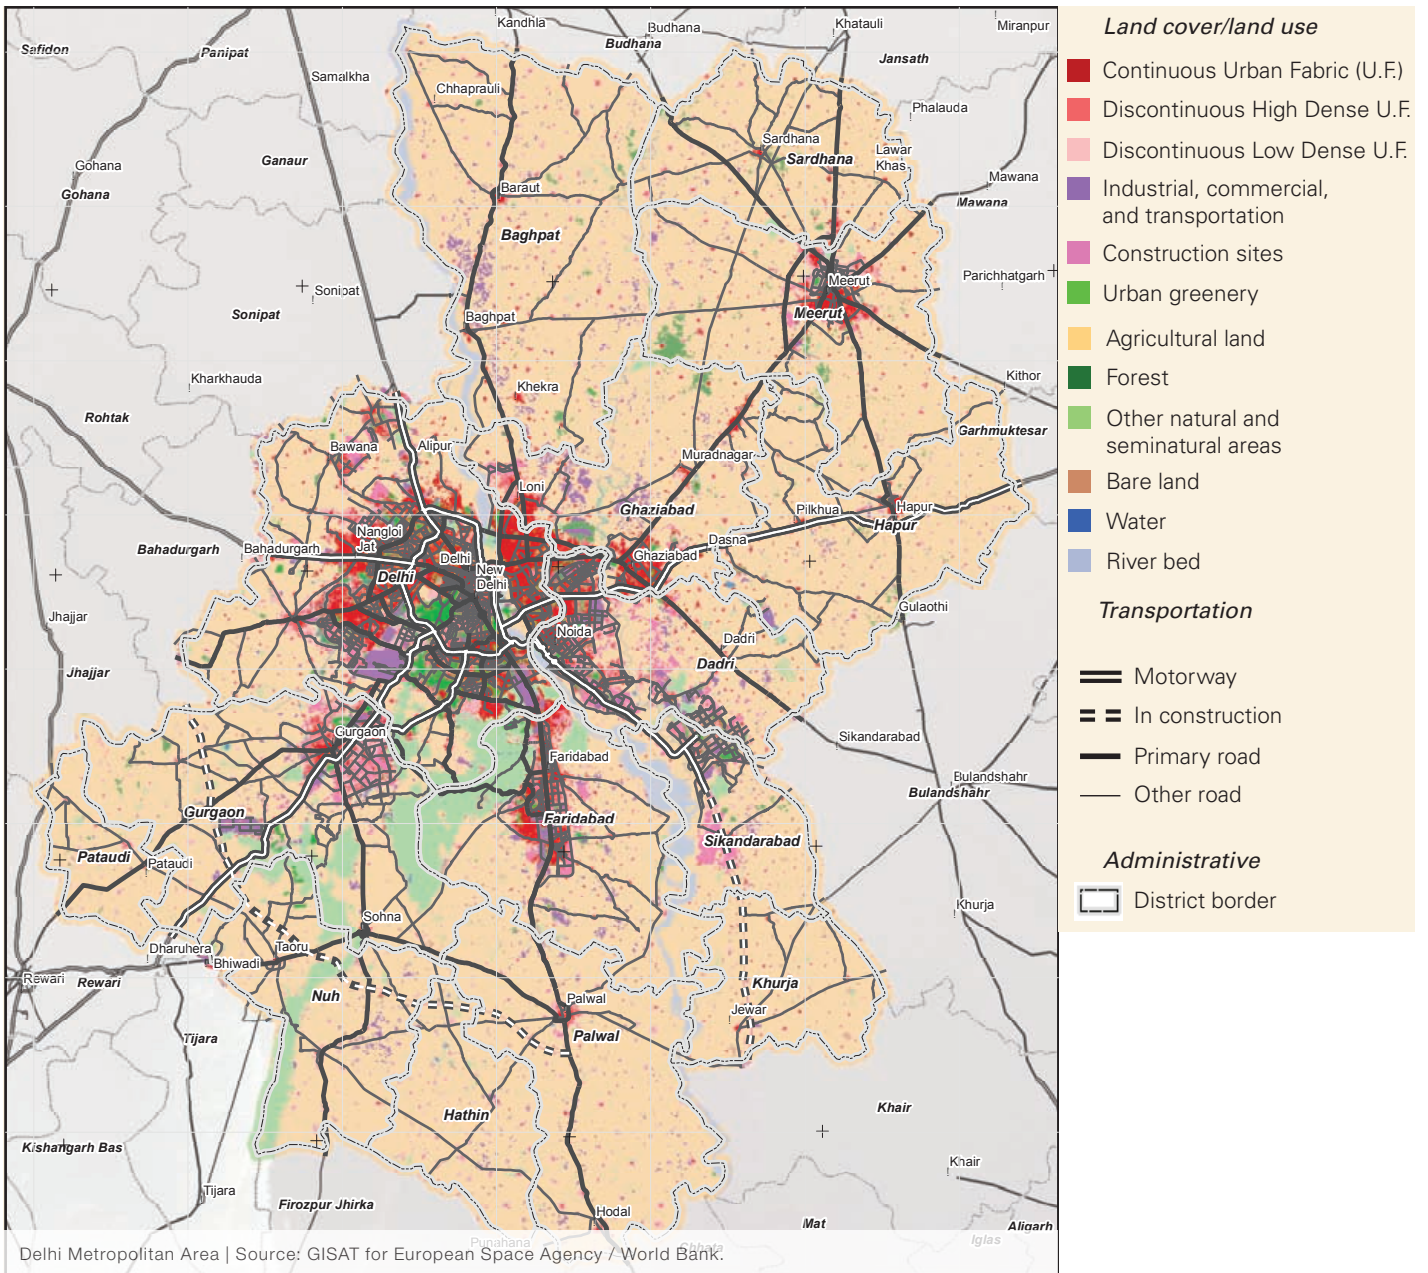 Kandhla
Budhana
Khatauli
Miranpur
Safidon
Panipat
Budhana
Jansath
Samalkha
Chhaprauli
Phalauda
Sardhana
Sardhana
Lawar
Khas
Gohana
Ganaur
Gohana
Baraut
Mawana
Mawana
Baghpat
Parichhatgarh
Sonipat
Meerut
Sonipat
Baghpat
Meerut
Kharkhauda
Khekra
Kithor
Rohtak
Garhmuktesar
Bawana
Alipur
Muradnagar
Loni
Ghaziabad
Pilkhua
Hapur
Hapur
Nangloi
Jat
Bahadurgarh
Bahadurgarh
Delhi
Delhi
New
Delhi
Ghaziabad
Dasna
Jhajjar
Noida
Gulaothi
Dadri
Dadri
Jhajjar
Gurgaon
Sikandarabad
Faridabad
Bulandshahr
Bulandshahr
Gurgaon
Faridabad
Sikandarabad
Pataudi
Pataudi
Khurja
Sohna
Dharuhera
Taoru
Bhiwadi
Rewari
Rewari
Nuh
Khurja
Palwal
Jewar
Tijara
Palwal
Hathin
Khair
Kishangarh Bas
Khair
Tijara
Firozpur Jhirka
Hodal
Mat
Aligarh
Iglas
Punahana
Chhata
Delhi Metropolitan Area | Source: GISAT for European Space Agency / World Bank.
Land cover/land use
Continuous Urban Fabric (U.F.)
Discontinuous High Dense U.F.
Discontinuous Low Dense U.F.
Industrial, commercial,
and transportation
Construction sites
Urban greenery
Agricultural land
Forest
Other natural and
seminatural areas
Bare land
Water
River bed
Transportation
Motorway
In construction
Primary road
Other road
Administrative
District border